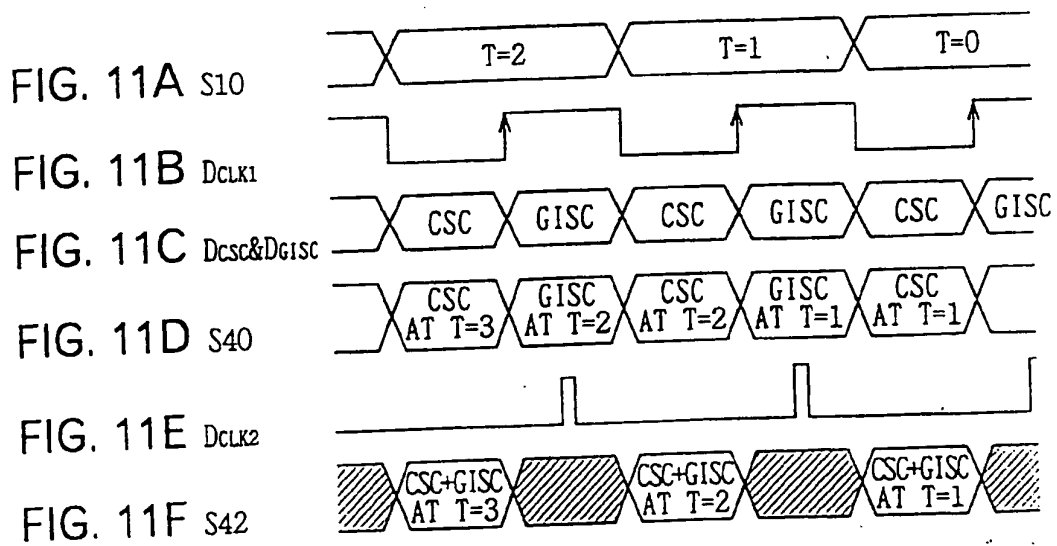 T=2 T=1 T=0
FIG. 11A S10
FIG. 11B DCLK1
CSC GISC CSC GISC CSC GISC
FIG. 11C DCSC&DGISC
CSC GISC CSC GISC CSC
AT T=3 AT T=2 AT T=2 AT T=1 AT T=1
FIG. 11D S40
FIG. 11E DCLK2
CSC+GISC CSC+GISC CSC+GISC
AT T=3 AT T=2 AT T=1
FIG. 11F S42